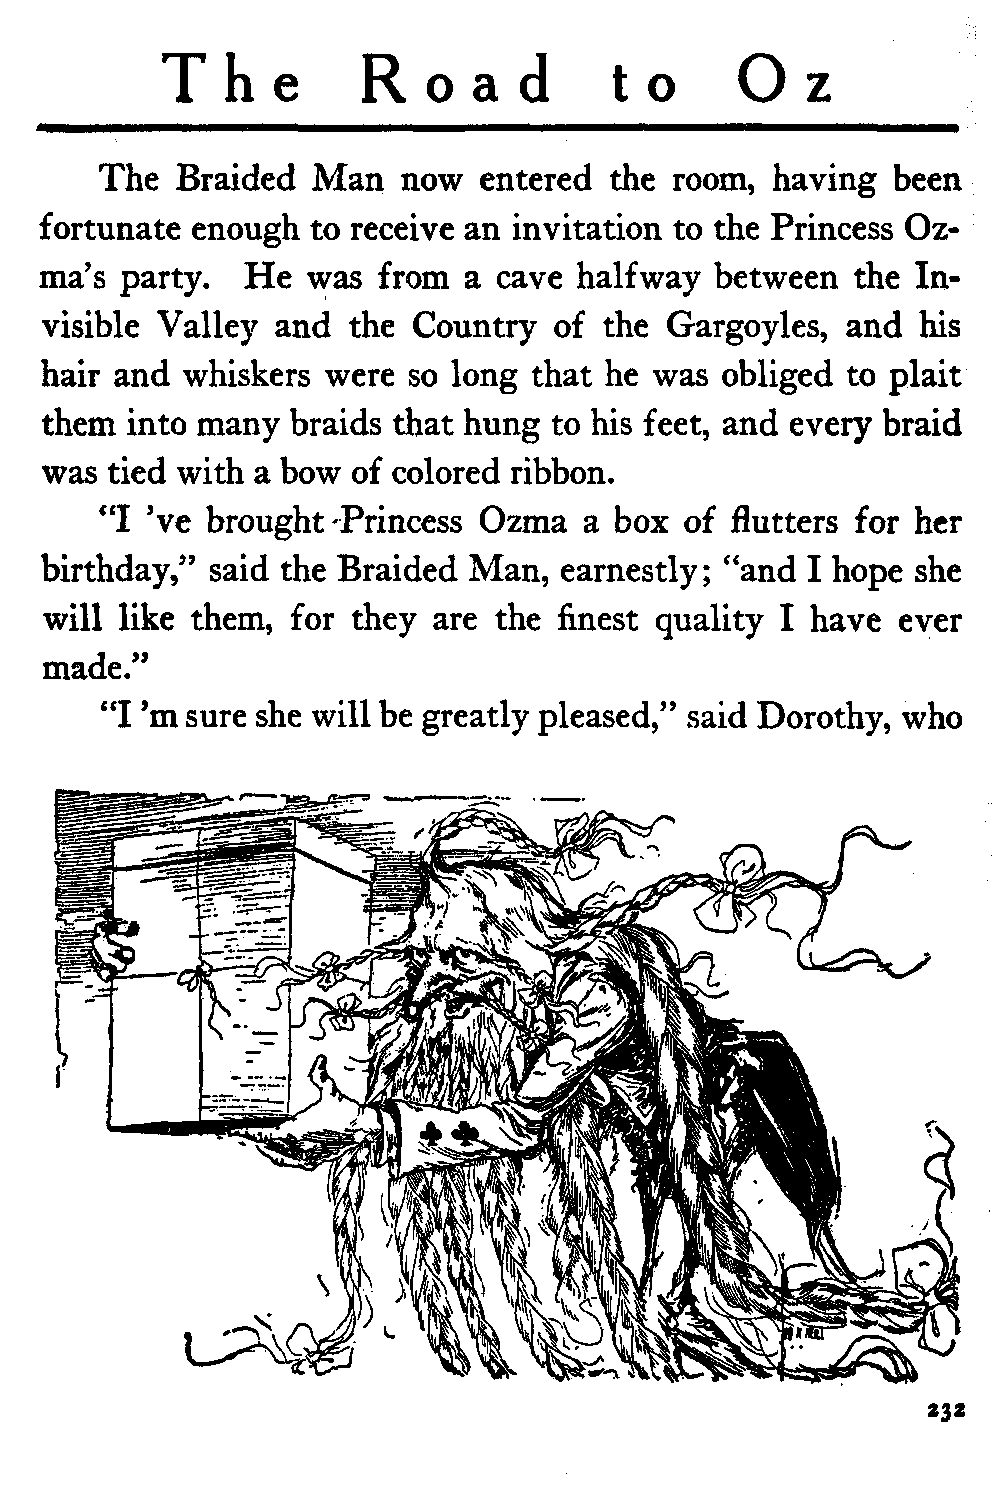 The Road to Oz
The Braided Man now entered the room, having been
fortunate enough to receive an invitation to the Princess Oz-
ma's party. He was from a cave halfway between the In-
visible Valley and the Country of the Gargoyles, and his
hair and whiskers were so long that he was obliged to plait
them into many braids that hung to his feet, and every braid
was tied with a bow of colored ribbon.
“I 've brought Princess Ozma a box of flutters for her
birthday,” said the Braided Man, earnestly; “and I hope she
will like them, for they are the finest quality I have ever
made.”
“I 'm sure she will be greatly pleased,” said Dorothy, who
232